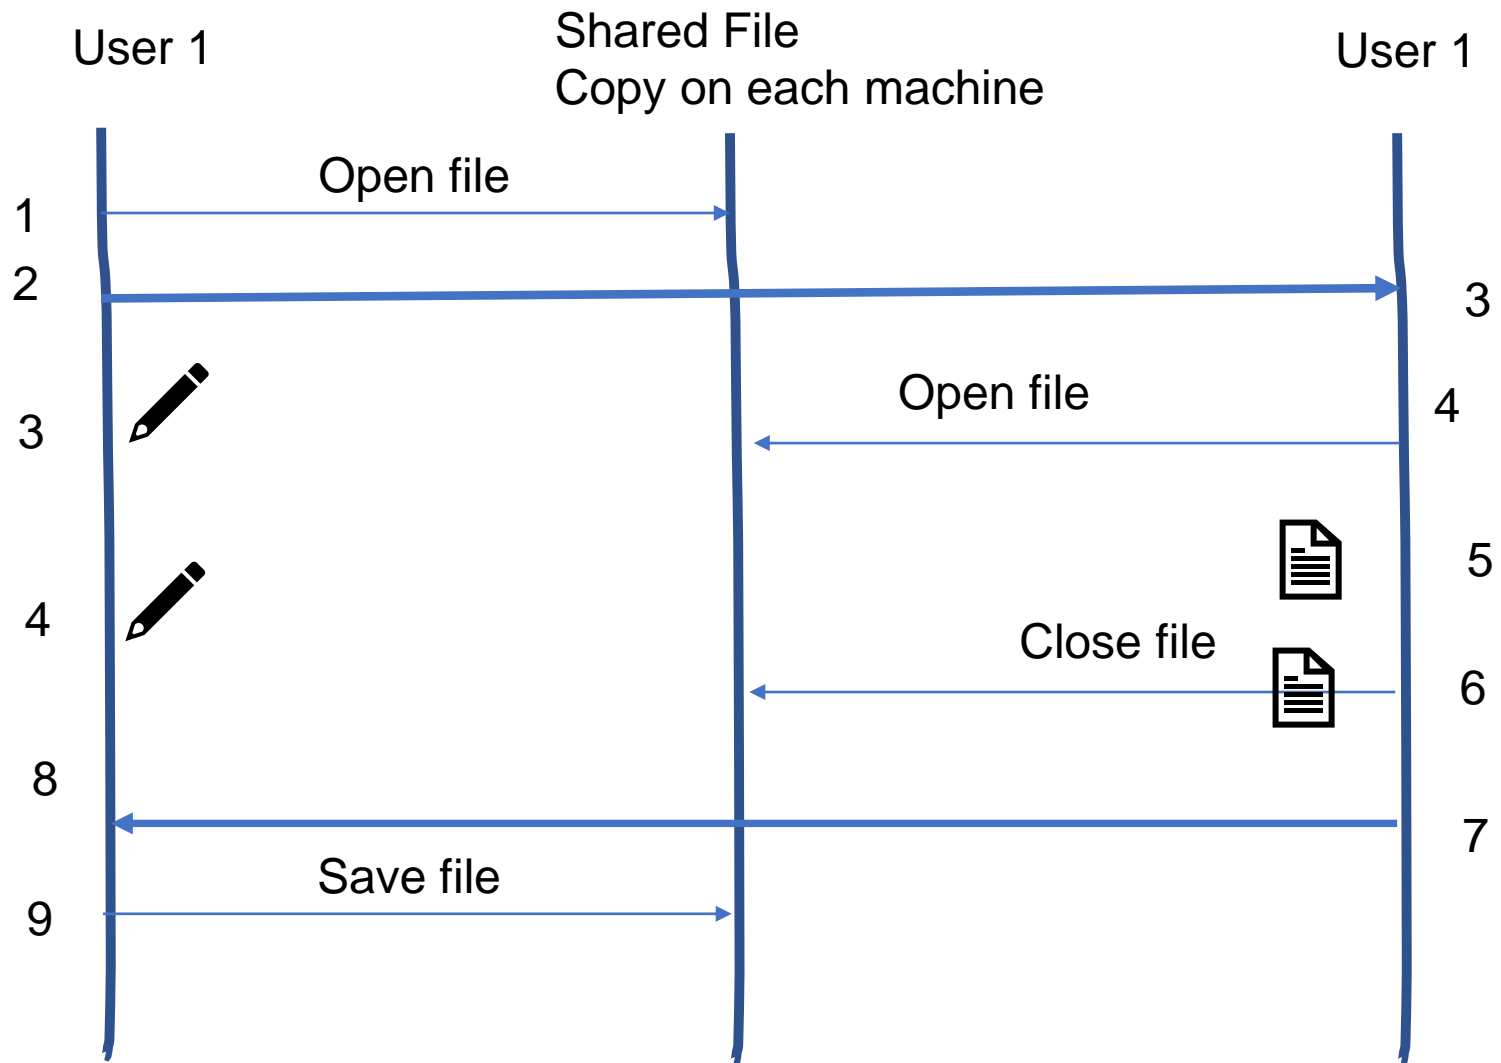 User 1
Shared File
Copy on each machine
User 1
Open file
1
2
3
Open file
4
3
5
4
Close file
6
8
7
Save file
9